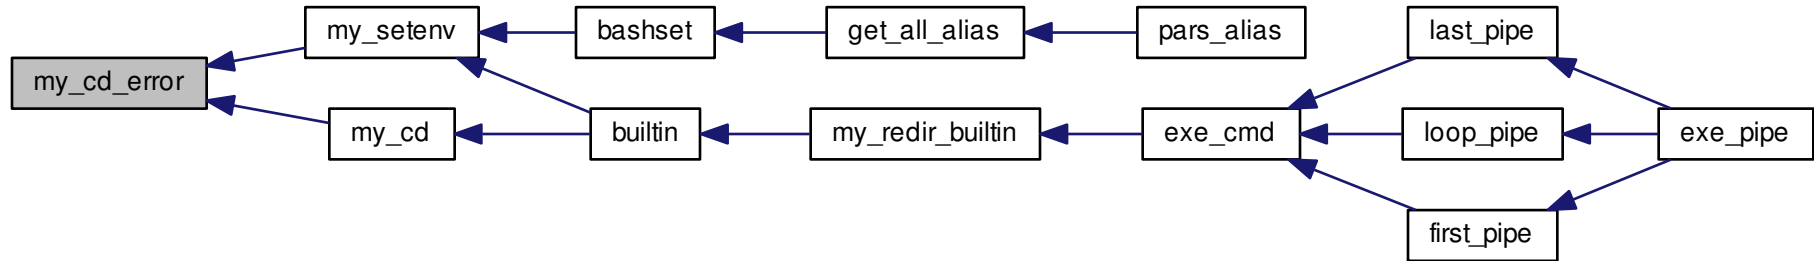 my_cd_error
my_setenv
bashset
get_all_alias
pars_alias
my_cd
builtin
my_redir_builtin
exe_cmd
last_pipe
loop_pipe
first_pipe
exe_pipe